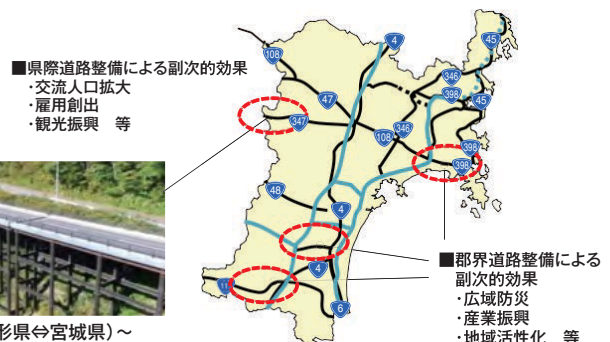 ■県際道路整備による副次的効果
・交流人口拡大
・雇用創出
・観光振興　等
形県⇔宮城県)～
108
4
45
47
346
398
45
347
108
346
398
398
48
4
4
6
■郡界道路整備による
副次的効果
・広域防災
・産業振興
・地域活性化　等